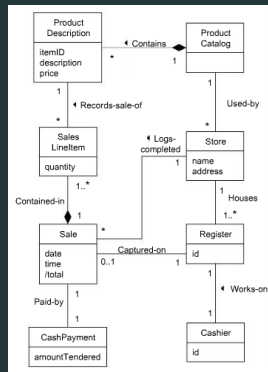 Product
Description
itemID
description
price
◀ Contains
*
1
Product
Catalog
1
◀ Records-sale-of
*
1
Used-by
*
Sales
LineItem
quantity
◀ Logs-
completed
1
Store
name
address
1..*
Contained-in
1
1
Houses
1..*
Sale
date
time
/total
*
Captured-on
0..1
1
Register
id
1
Paid-by
1
1
◀ Works-on
1
CashPayment
amountTendered
Cashier
id